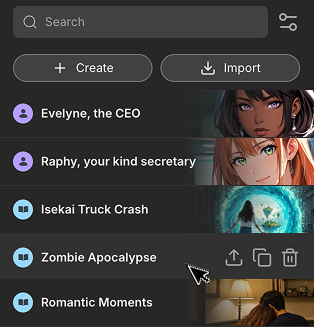 Search
Create
Import
Evelyne, the CEO
Raphy, your kind secretary
Isekai Truck Crash
Zombie Apocalypse
Romantic Moments